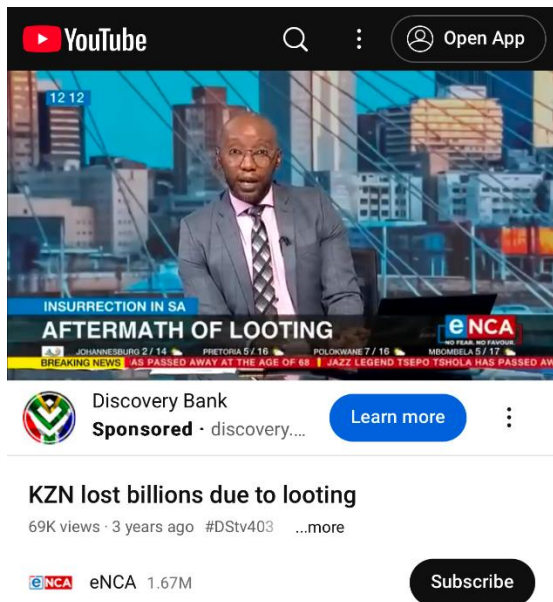 YouTube
Open App
12 12
INSURRECTION IN SA
AFTERMATH OF LOOTING
eNCA
NO FEAR. NO FAVOUR.
JOHANNESBURG 2 / 14 PRETORIA 5 / 16 POLOKWANE 7 / 16 MBOMBELA 5 / 17
BREAKING NEWS AS PASSED AWAY AT THE AGE OF 68 JAZZ LEGEND TSEPO TSHOLA HAS PASSED AW
Discovery Bank
Sponsored · discovery....
Learn more
KZN lost billions due to looting
69K views · 3 years ago #DStv403 ...more
eNCA eNCA 1.67M
Subscribe